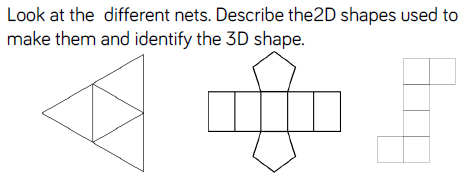 Look at the different nets. Describe the2D shapes used to
make them and identify the 3D shape.